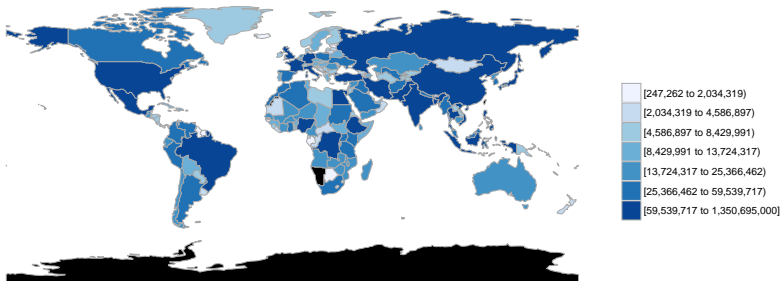 [247,262 to 2,034,319)
[2,034,319 to 4,586,897)
[4,586,897 to 8,429,991)
[8,429,991 to 13,724,317)
[13,724,317 to 25,366,462)
[25,366,462 to 59,539,717)
[59,539,717 to 1,350,695,000]